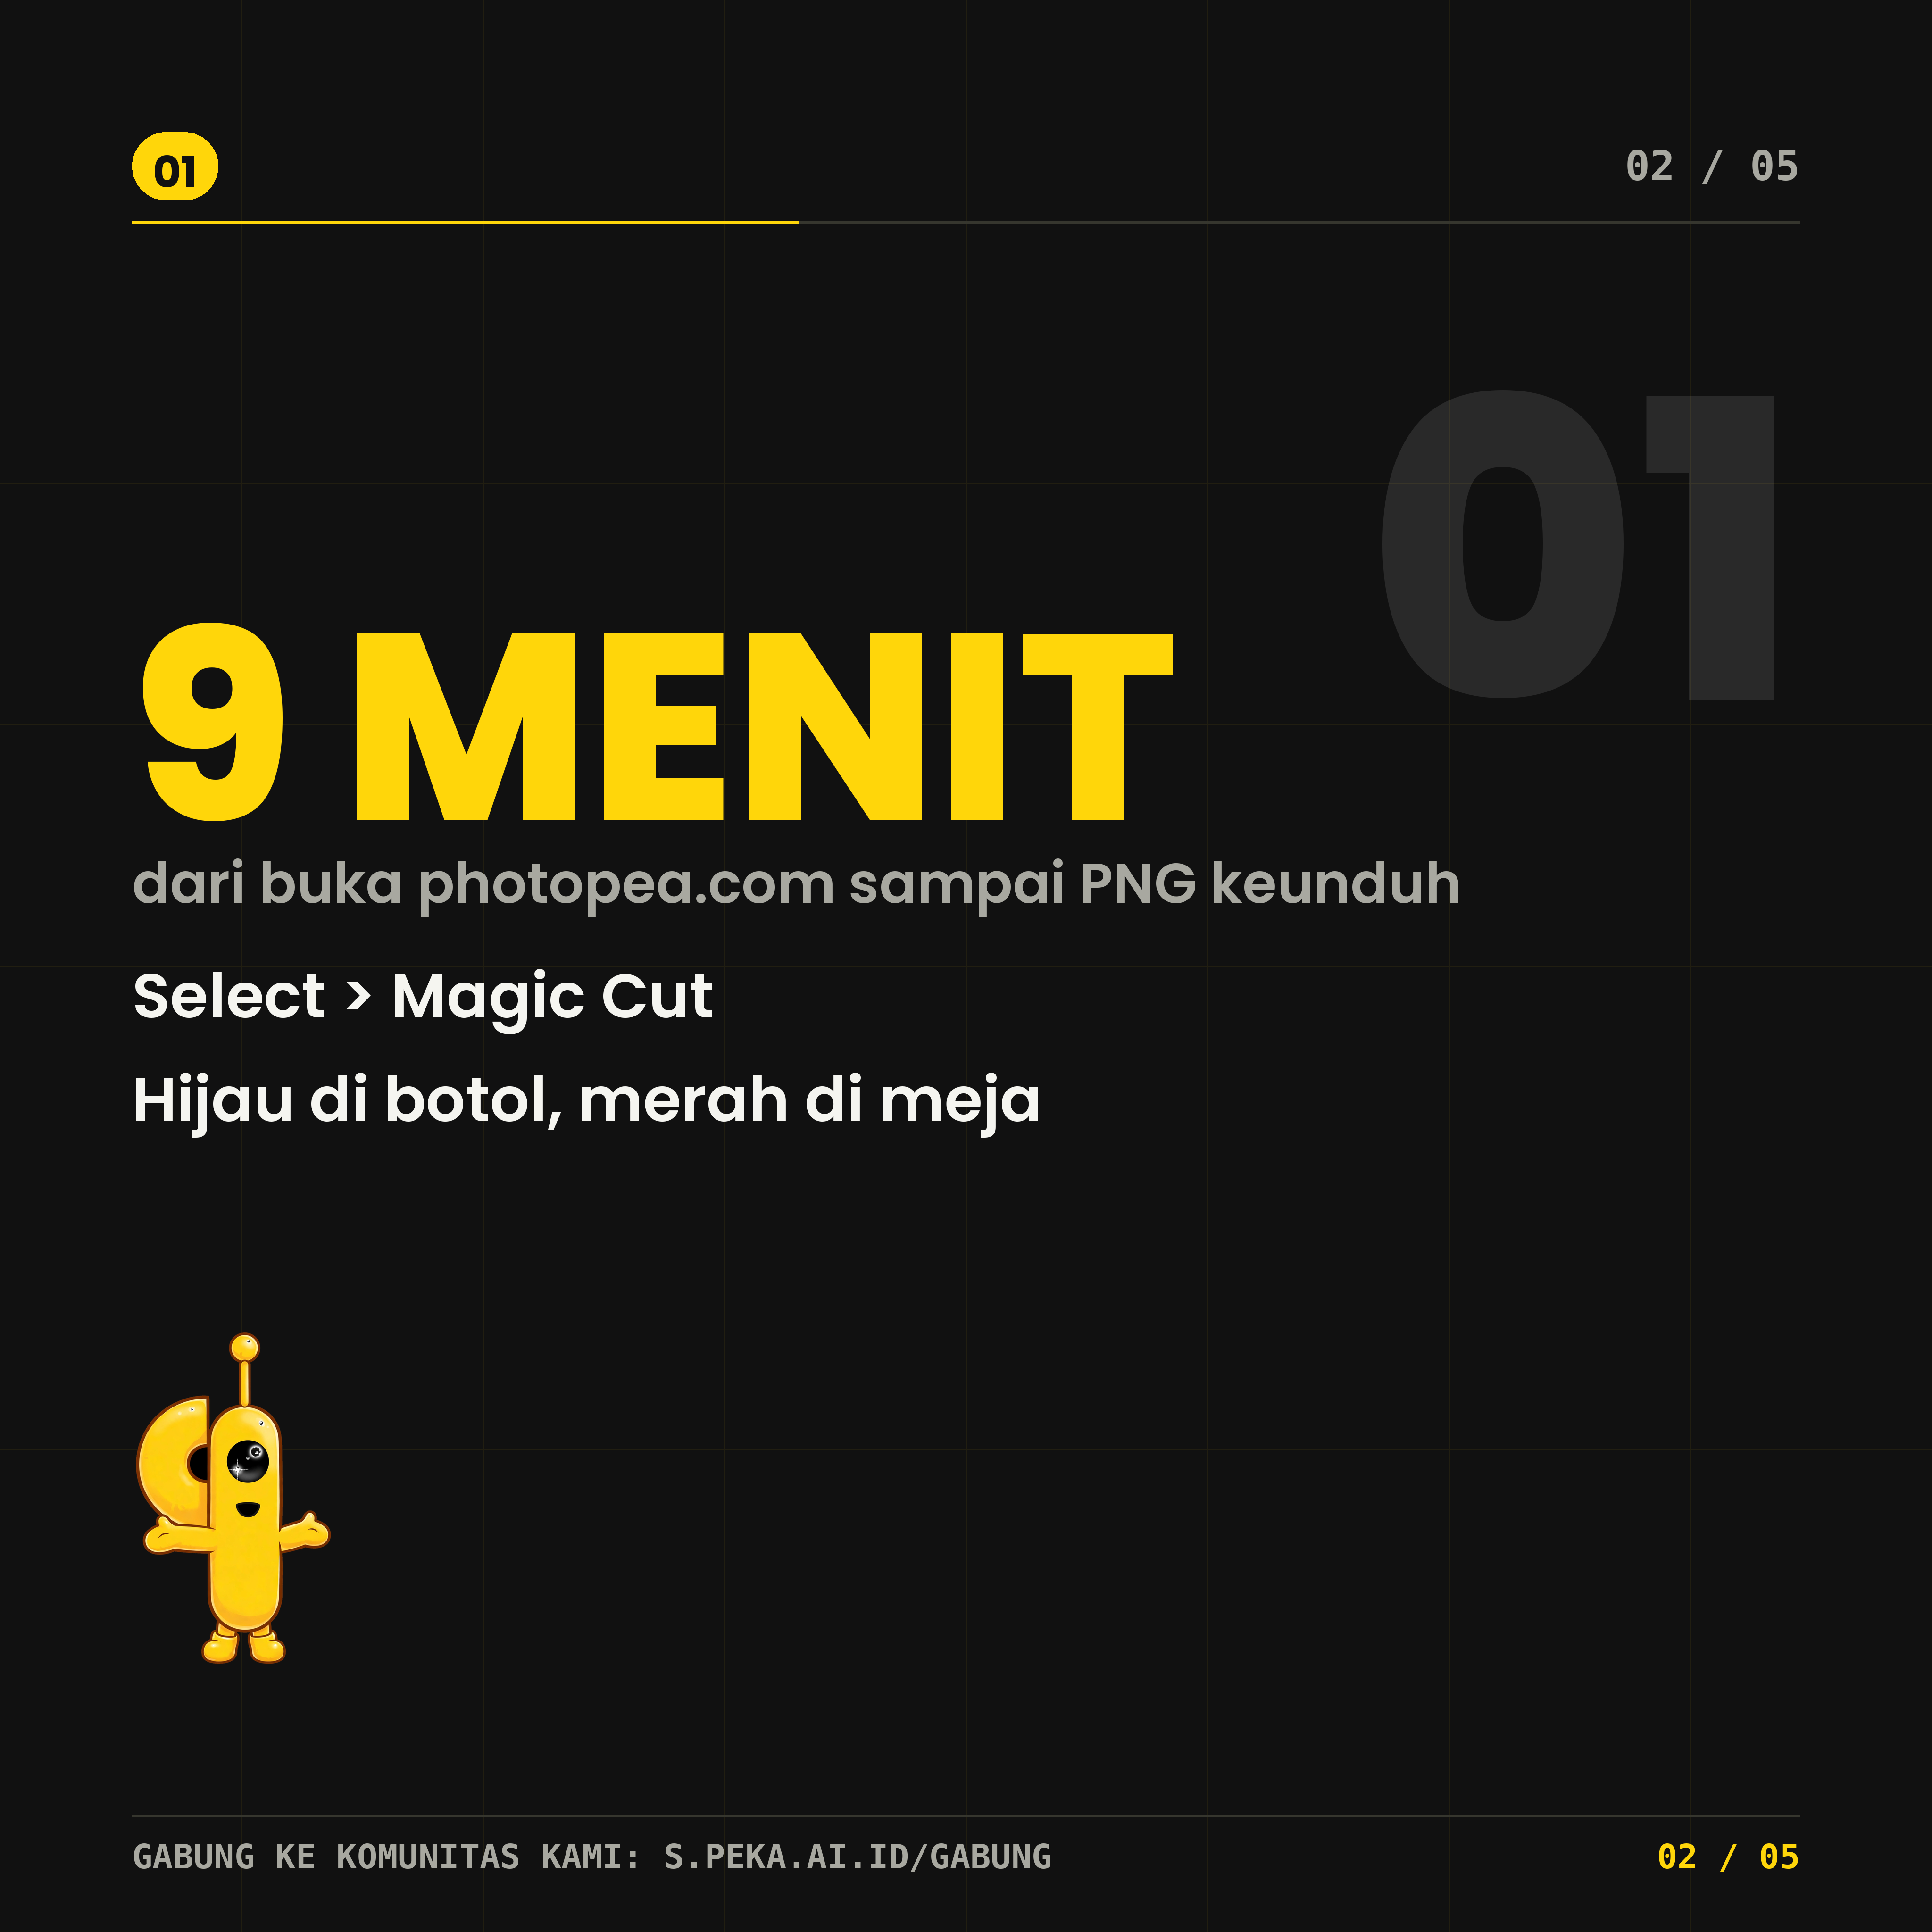 01
02 / 05
01
9 MENIT
dari buka photopea.com sampai PNG keunduh
Select > Magic Cut
Hijau di botol, merah di meja
GABUNG KE KOMUNITAS KAMI: S.PEKA.AI.ID/GABUNG
02 / 05